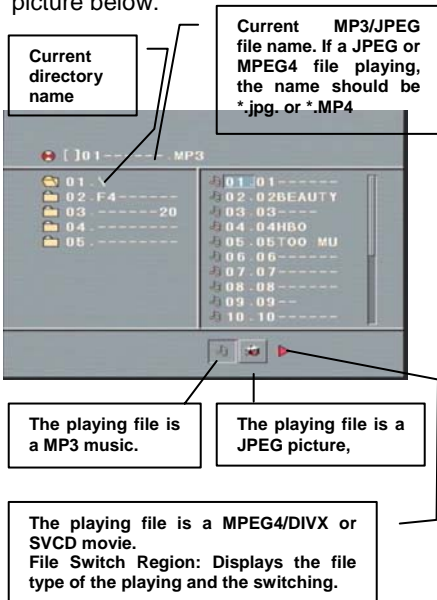 picture below.
Current
directory
name
Current MP3/JPEG
file name. If a JPEG or
MPEG4 file playing,
the name should be
*.jpg. or *.MP4
[ ]01-------.MP3
01.\
02.F4------
03.------20
04.------
05.------
01.01------
02.02BEAUTY
03.03----
04.04HBO
05.05TOO MU
06.06------
07.07------
08.08------
09.09--
10.10------
The playing file is
a MP3 music.
The playing file is a
JPEG picture,
The playing file is a MPEG4/DIVX or
SVCD movie.
File Switch Region: Displays the file
type of the playing and the switching.